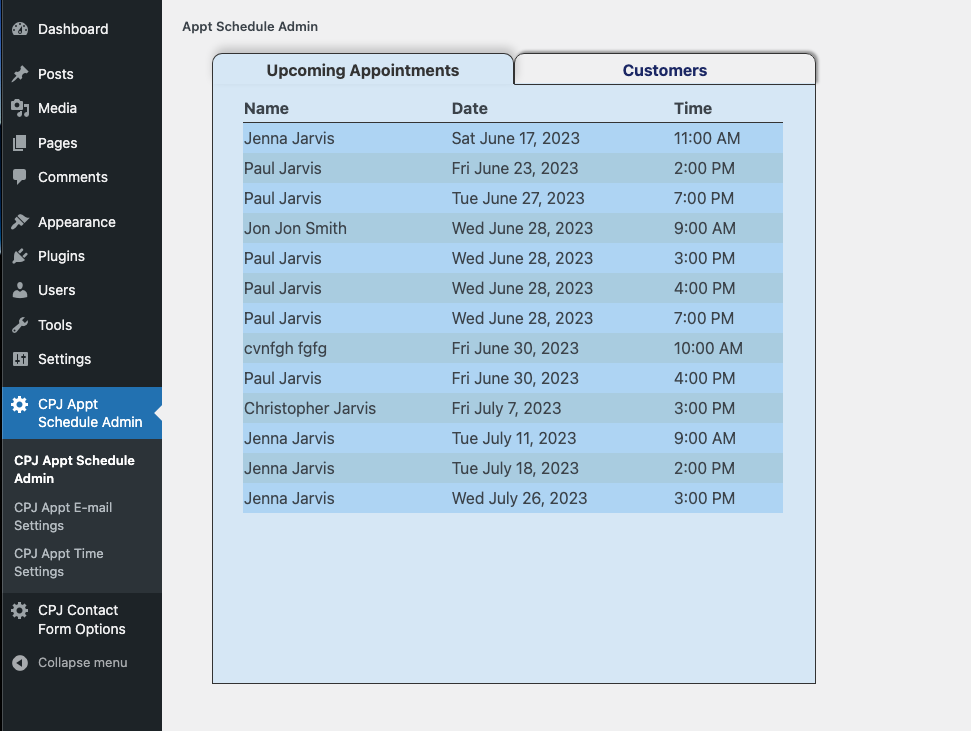 Dashboard
Posts
Media
Pages
Comments
Appearance
Plugins
Users
Tools
Settings
CPJ Appt
Schedule Admin
CPJ Appt Schedule
Admin
CPJ Appt E-mail
Settings
CPJ Appt Time
Settings
CPJ Contact
Form Options
Collapse menu
Appt Schedule Admin
Upcoming Appointments Customers
Name Date Time
Jenna Jarvis Sat June 17, 2023 11:00 AM
Paul Jarvis Fri June 23, 2023 2:00 PM
Paul Jarvis Tue June 27, 2023 7:00 PM
Jon Jon Smith Wed June 28, 2023 9:00 AM
Paul Jarvis Wed June 28, 2023 3:00 PM
Paul Jarvis Wed June 28, 2023 4:00 PM
Paul Jarvis Wed June 28, 2023 7:00 PM
cvnfgh fgfg Fri June 30, 2023 10:00 AM
Paul Jarvis Fri June 30, 2023 4:00 PM
Christopher Jarvis Fri July 7, 2023 3:00 PM
Jenna Jarvis Tue July 11, 2023 9:00 AM
Jenna Jarvis Tue July 18, 2023 2:00 PM
Jenna Jarvis Wed July 26, 2023 3:00 PM